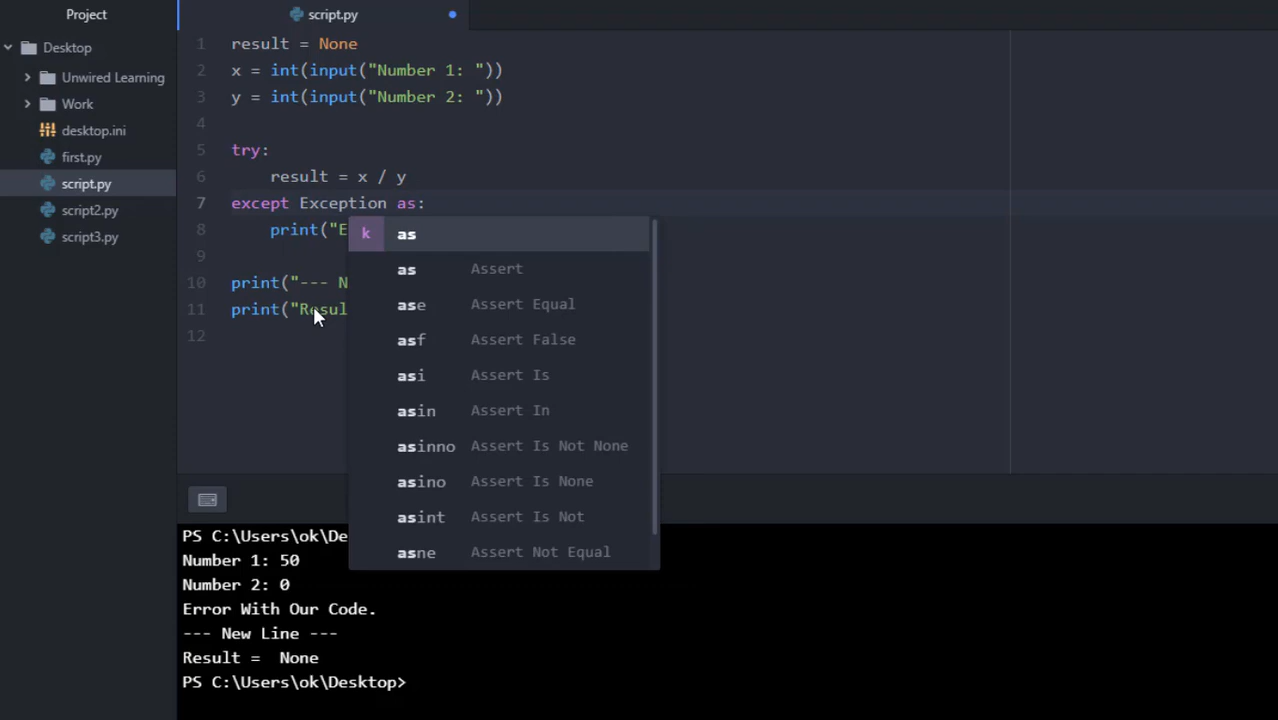 Project
script.py
Desktop
Unwired Learning
Work
desktop.ini
first.py
script.py
script2.py
script3.py
1 result = None
2 x = int(input("Number 1: "))
3 y = int(input("Number 2: "))
4
5 try:
6 result = x / y
7 except Exception as:
8 print("E
9
10 print("--- N
11 print("Resul
12
k as
as Assert
ase Assert Equal
asf Assert False
asi Assert Is
asin Assert In
asinno Assert Is Not None
asino Assert Is None
asint Assert Is Not
asne Assert Not Equal
PS C:\Users\ok\De
Number 1: 50
Number 2: 0
Error With Our Code.
--- New Line ---
Result =  None
PS C:\Users\ok\Desktop>